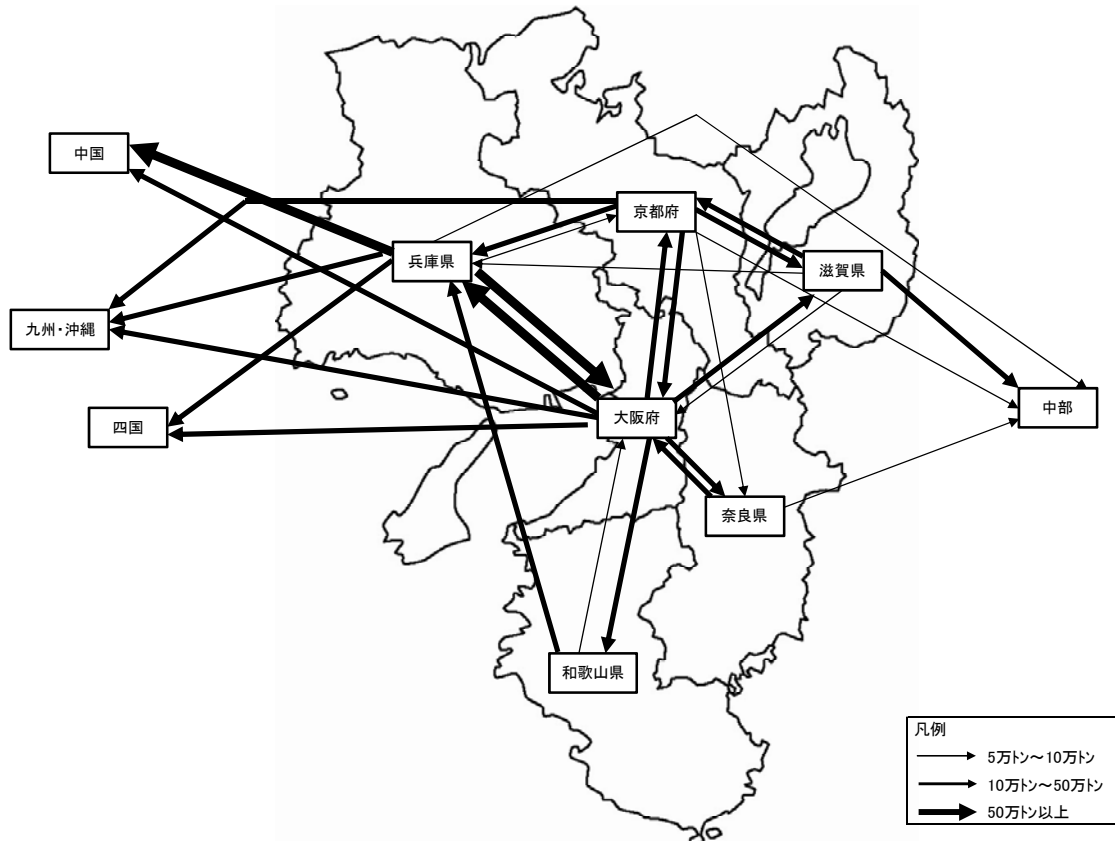 中国
京都府
兵庫県
滋賀県
九州・沖縄
四国
大阪府
中部
奈良県
和歌山県
凡例
5万トン～10万トン
10万トン～50万トン
50万トン以上